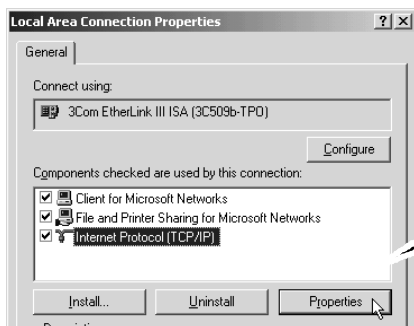 Local Area Connection Properties
General
Connect using:
3Com EtherLink III ISA (3C509b-TPO)
Configure
Components checked are used by this connection:
Client for Microsoft Networks
File and Printer Sharing for Microsoft Networks
Internet Protocol (TCP/IP)
Install... Uninstall Properties